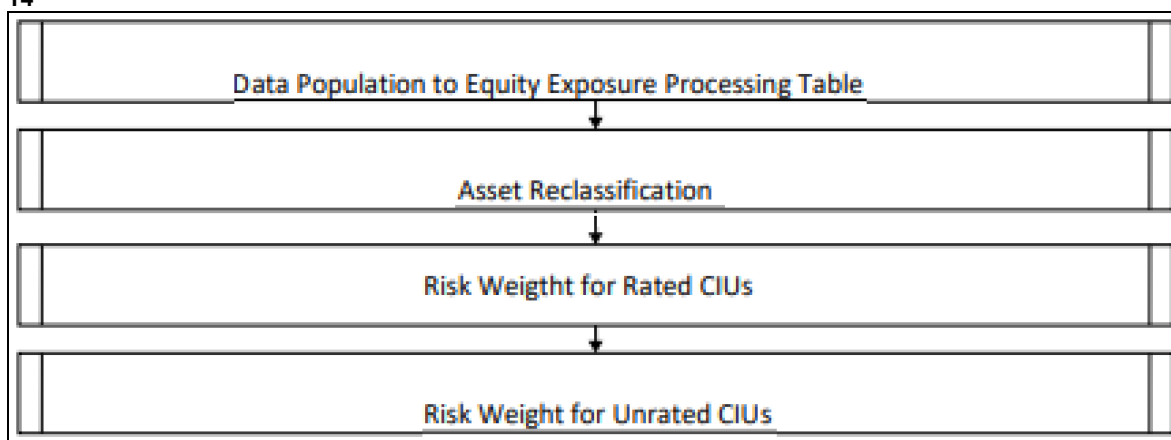 Data Population to Equity Exposure Processing Table
Asset Reclassification
Risk Weigtht for Rated CIUs
Risk Weight for Unrated CIUs